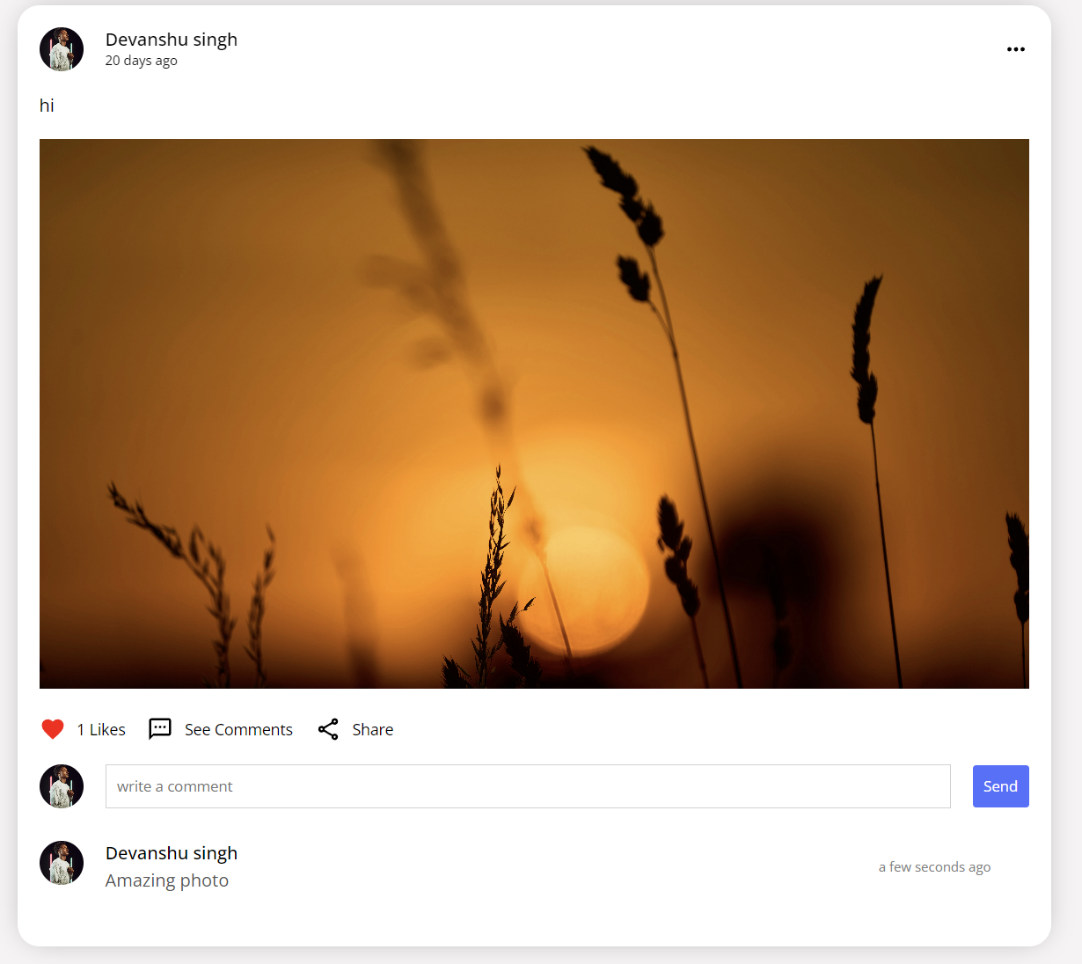 Devanshu singh
20 days ago
hi
1 Likes
See Comments
Share
write a comment
Send
Devanshu singh
a few seconds ago
Amazing photo